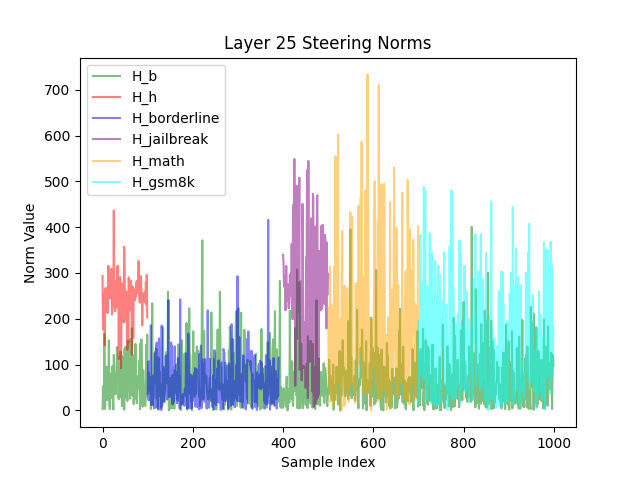 Layer 25 Steering Norms
H_b
H_h
H_borderline
H_jailbreak
H_math
H_gsm8k
Norm Value
700
600
500
400
300
200
100
0
0 200 400 600 800 1000
Sample Index